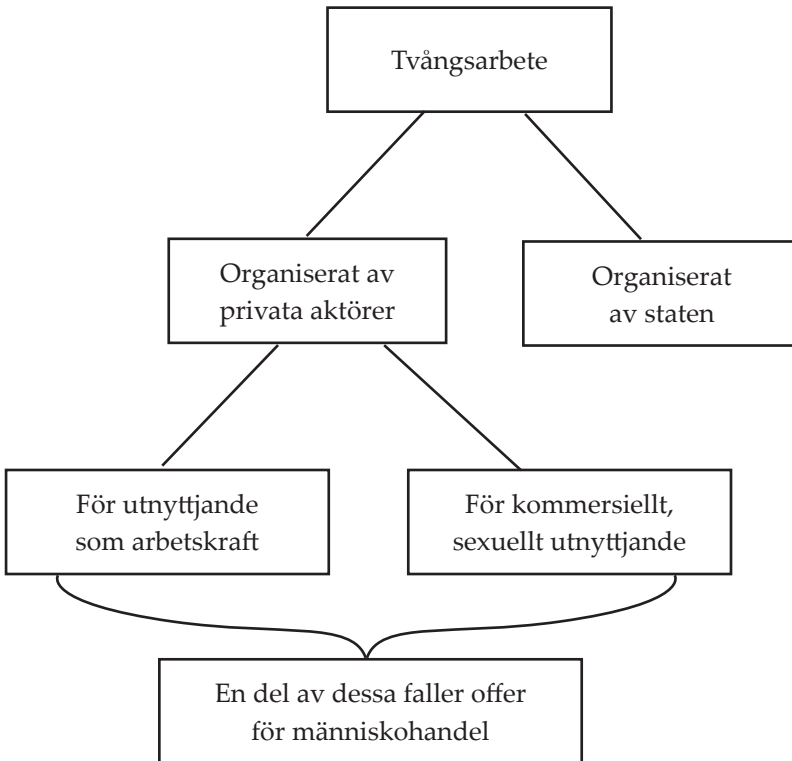 Tvångsarbete
Organiserat av
privata aktörer
Organiserat
av staten
För utnyttjande
som arbetskraft
För kommersiellt,
sexuellt utnyttjande
En del av dessa faller offer
för människohandel